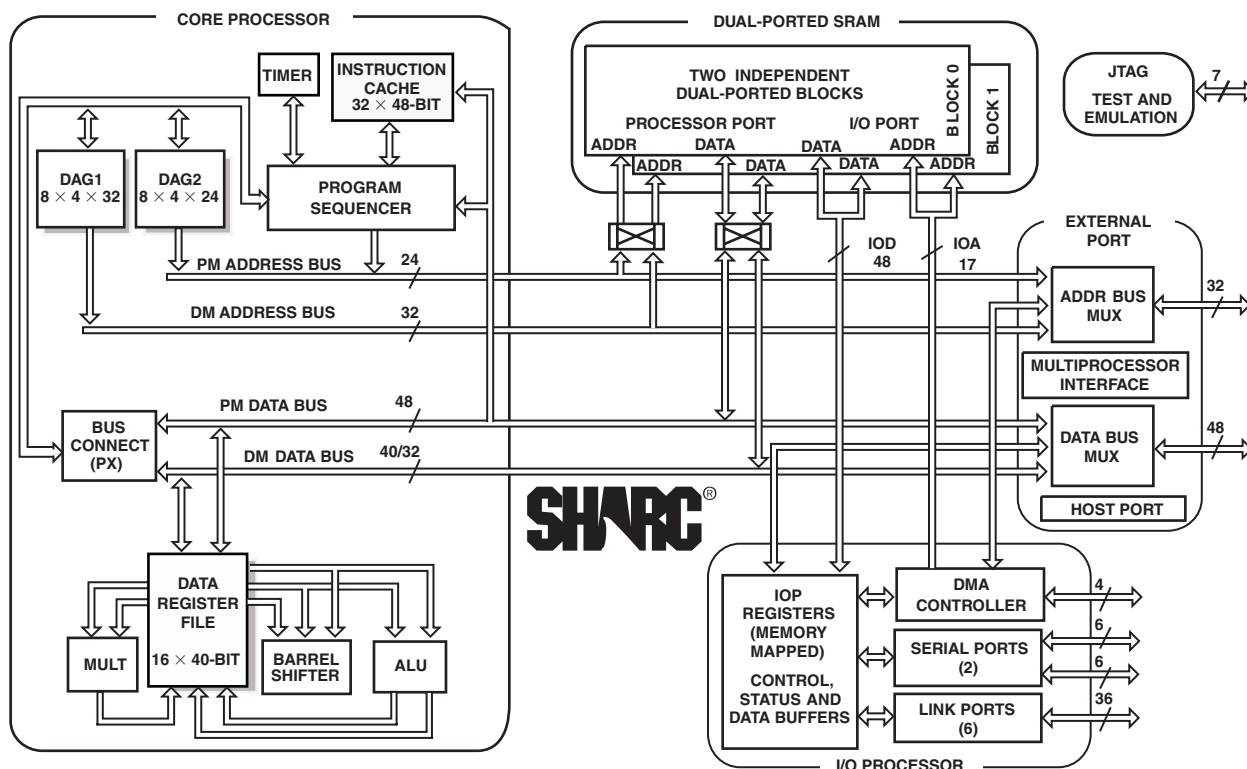 CORE PROCESSOR
TIMER
INSTRUCTION
CACHE
32 × 48-BIT
DAG1
8 × 4 × 32
DAG2
8 × 4 × 24
PROGRAM
SEQUENCER
PM ADDRESS BUS
24
DM ADDRESS BUS
32
PM DATA BUS
48
DM DATA BUS
40/32
BUS
CONNECT
(PX)
DATA
REGISTER
FILE
16 × 40-BIT
MULT
BARREL
SHIFTER
ALU
DUAL-PORTED SRAM
TWO INDEPENDENT
DUAL-PORTED BLOCKS
PROCESSOR PORT
I/O PORT
ADDR
DATA
DATA
ADDR
ADDR
DATA
DATA
ADDR
BLOCK 0
BLOCK 1
IOD
48
IOA
17
JTAG
TEST AND
EMULATION
7
EXTERNAL
PORT
ADDR BUS
MUX
32
MULTIPROCESSOR
INTERFACE
DATA BUS
MUX
48
HOST PORT
SHARC®
IOP
REGISTERS
(MEMORY
MAPPED)
CONTROL,
STATUS AND
DATA BUFFERS
DMA
CONTROLLER
4
SERIAL PORTS
(2)
6
6
LINK PORTS
(6)
36
I/O PROCESSOR